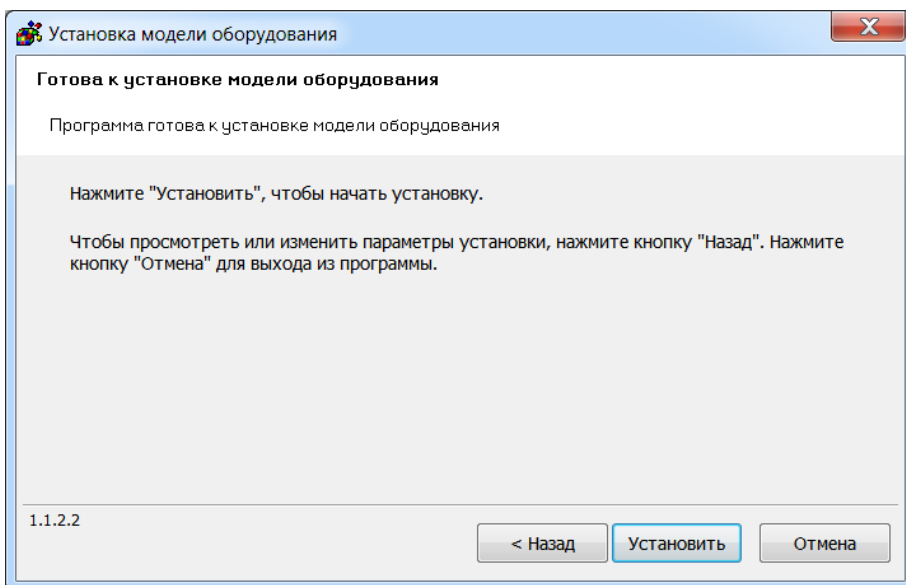 Установка модели оборудования
Готова к установке модели оборудования
Программа готова к установке модели оборудования
Нажмите "Установить", чтобы начать установку.
Чтобы просмотреть или изменить параметры установки, нажмите кнопку "Назад". Нажмите
кнопку "Отмена" для выхода из программы.
1.1.2.2
< Назад
Установить
Отмена